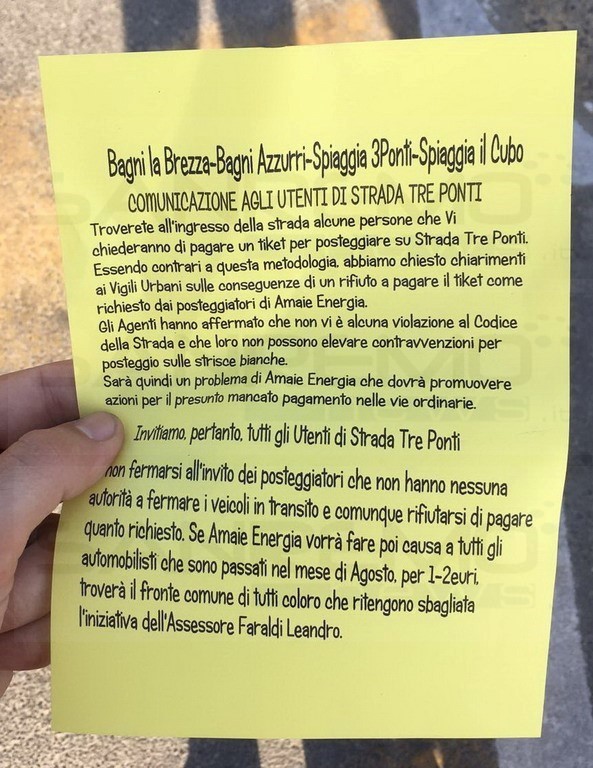 Bagni la Brezza-Bagni Azzurri-Spiaggia 3Ponti-Spiaggia il Cubo
COMUNICAZIONE AGLI UTENTI DI STRADA TRE PONTI
Troverete all'ingresso della strada alcune persone che Vi
chiederanno di pagare un tiket per posteggiare su Strada Tre Ponti.
Essendo contrari a questa metodologia, abbiamo chiesto chiarimenti
ai Vigili Urbani sulle conseguenze di un rifiuto a pagare il tiket come
richiesto dai posteggiatori di Amaie Energia.
Gli Agenti hanno affermato che non vi è alcuna violazione al Codice
della Strada e che loro non possono elevare contravvenzioni per
posteggio sulle strisce bianche.
Sarà quindi un problema di Amaie Energia che dovrà promuovere
azioni per il presunto mancato pagamento nelle vie ordinarie.
Invitiamo, pertanto, tutti gli Utenti di Strada Tre Ponti
non fermarsi all'invito dei posteggiatori che non hanno nessuna
autorità a fermare i veicoli in transito e comunque rifiutarsi di pagare
quanto richiesto. Se Amaie Energia vorrà fare poi causa a tutti gli
automobilisti che sono passati nel mese di Agosto, per 1-2euri,
troverà il fronte comune di tutti coloro che ritengono sbagliata
l'iniziativa dell'Assessore Faraldi Leandro.